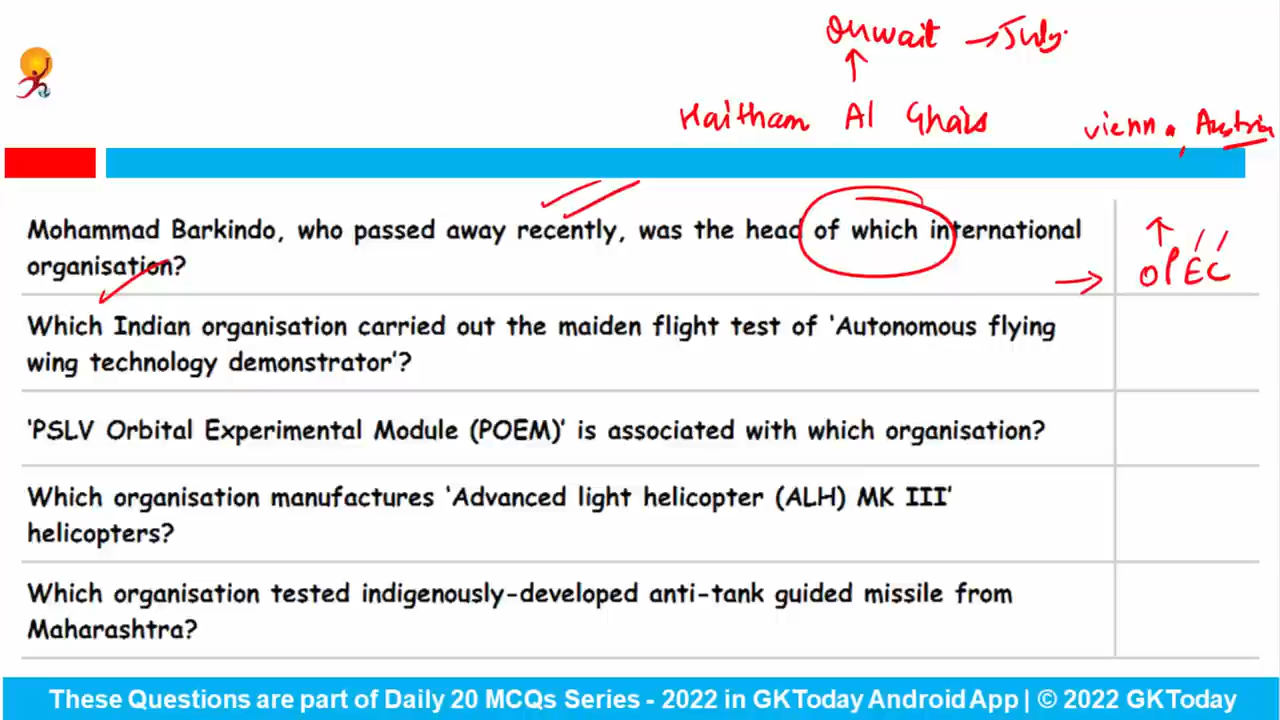 Kuwait → July
Haitham Al Ghais
Vienna, Austria
Mohammad Barkindo, who passed away recently, was the head of which international
organisation?
→ OPEC
Which Indian organisation carried out the maiden flight test of 'Autonomous flying
wing technology demonstrator'?
'PSLV Orbital Experimental Module (POEM)' is associated with which organisation?
Which organisation manufactures 'Advanced light helicopter (ALH) MK III'
helicopters?
Which organisation tested indigenously-developed anti-tank guided missile from
Maharashtra?
These Questions are part of Daily 20 MCQs Series - 2022 in GKToday Android App | © 2022 GKToday